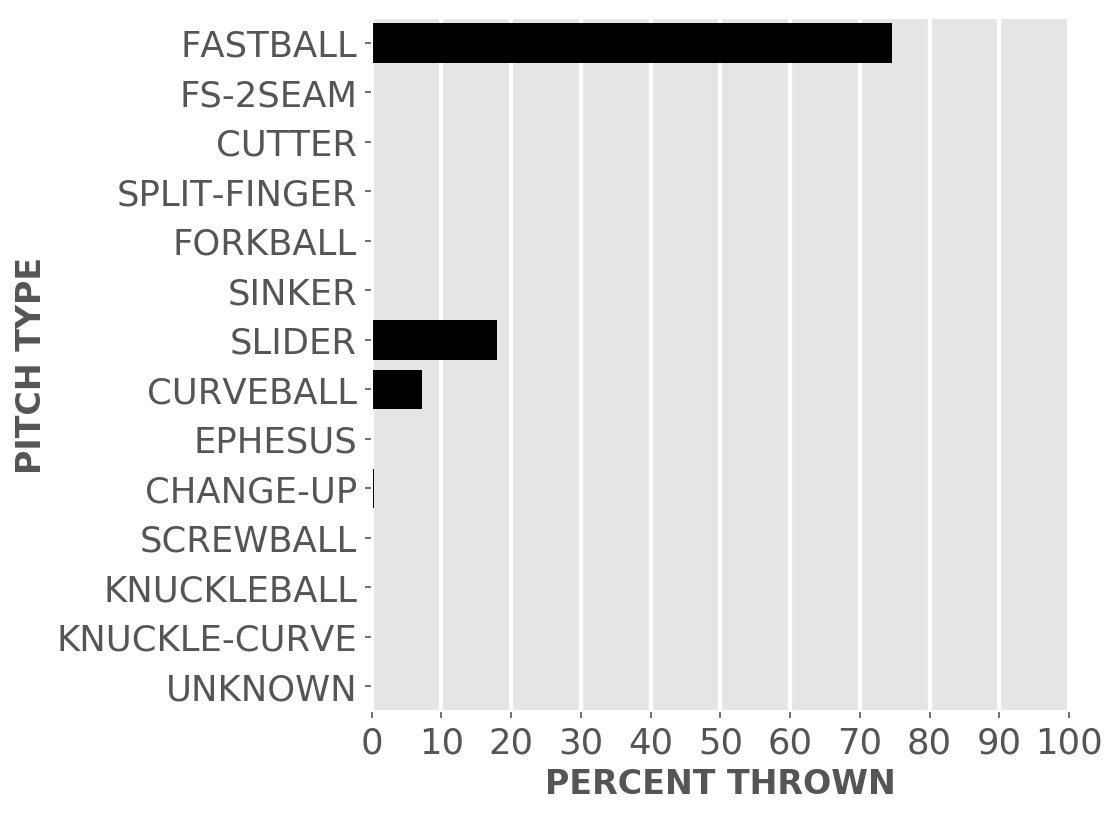 FASTBALL
FS-2SEAM
CUTTER
SPLIT-FINGER
FORKBALL
SINKER
SLIDER
CURVEBALL
EPHESUS
CHANGE-UP
SCREWBALL
KNUCKLEBALL
KNUCKLE-CURVE
UNKNOWN
PITCH TYPE
0 10 20 30 40 50 60 70 80 90 100
PERCENT THROWN